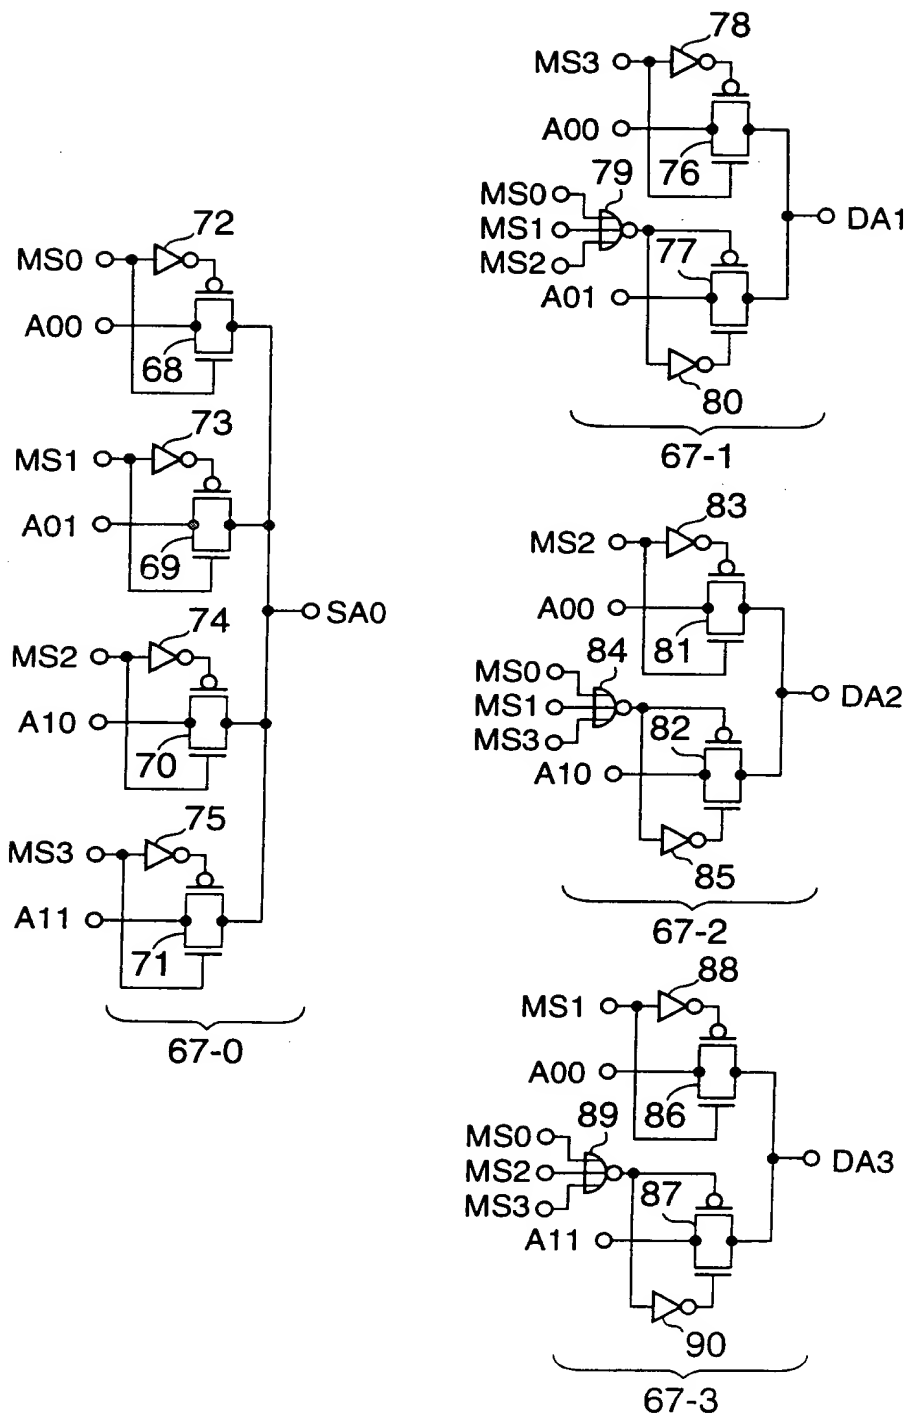 72
MS0
A00
68
73
MS1
A01
69
SA0
74
MS2
A10
70
75
MS3
A11
71
67-0
78
MS3
A00
76
79
MS0
MS1
MS2
77
DA1
A01
80
67-1
83
MS2
A00
81
84
MS0
MS1
MS3
82
DA2
A10
85
67-2
88
MS1
A00
86
89
MS0
MS2
MS3
87
DA3
A11
90
67-3